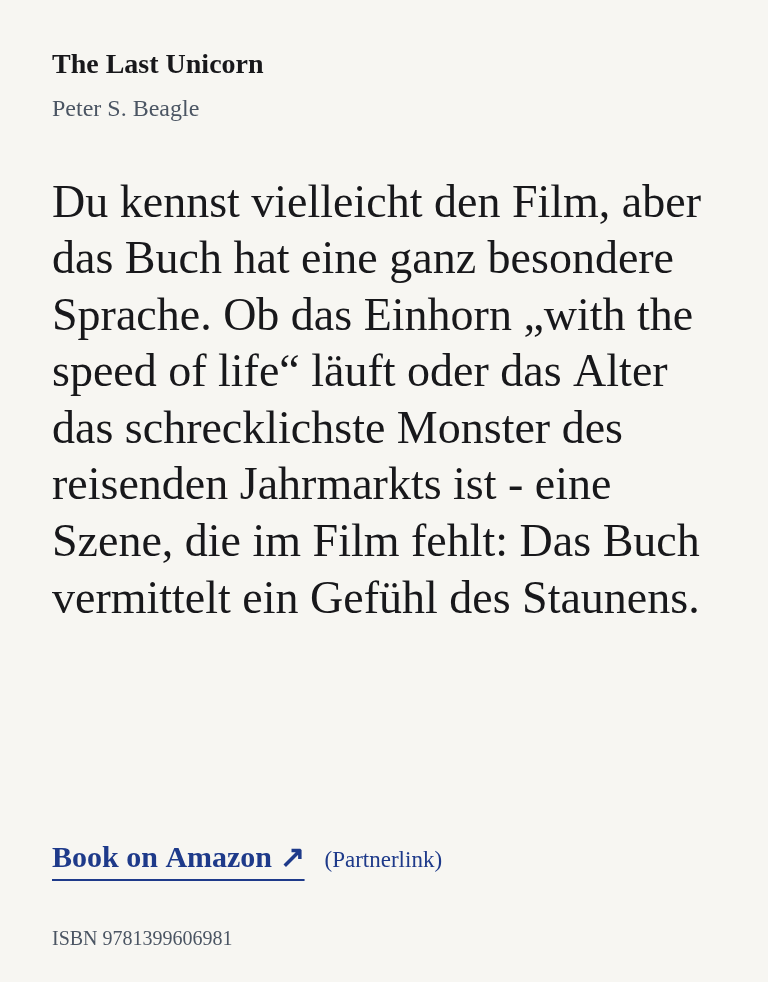 The Last Unicorn
Peter S. Beagle
Du kennst vielleicht den Film, aber
das Buch hat eine ganz besondere
Sprache. Ob das Einhorn „with the
speed of life“ läuft oder das Alter
das schrecklichste Monster des
reisenden Jahrmarkts ist - eine
Szene, die im Film fehlt: Das Buch
vermittelt ein Gefühl des Staunens.
Book on Amazon ↗ (Partnerlink)
ISBN 9781399606981